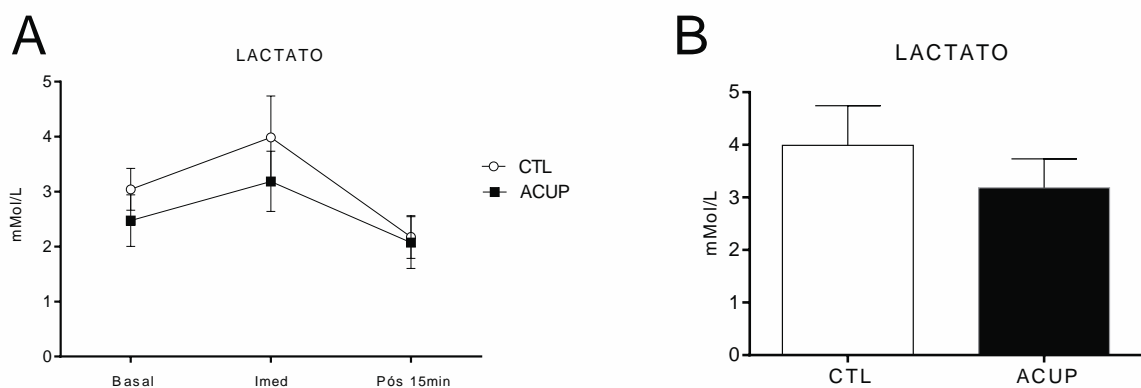 A
LACTATO
mMol/L
5
4
3
2
1
0
Basal
Imed
Pós 15min
CTL
ACUP
B
LACTATO
mMol/L
5
4
3
2
1
0
CTL
ACUP